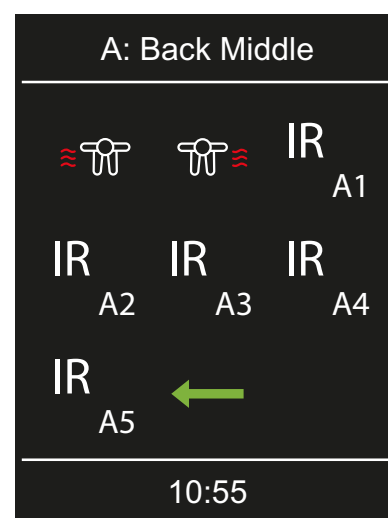 A: Back Middle
IR A1
IR A2 IR A3 IR A4
IR A5
10:55